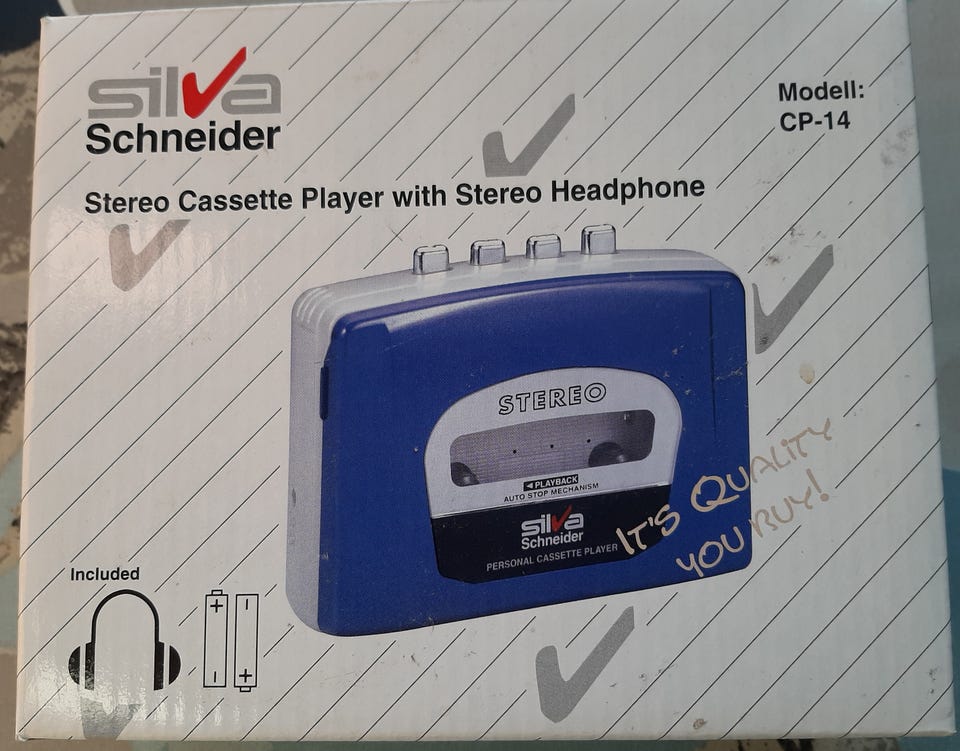 silva
Schneider
Modell:
CP-14
Stereo Cassette Player with Stereo Headphone
STEREO
◄ PLAYBACK
AUTO STOP MECHANISM
silva
Schneider
PERSONAL CASSETTE PLAYER
IT'S QUALITY
YOU BUY!
Included
+ -
- +